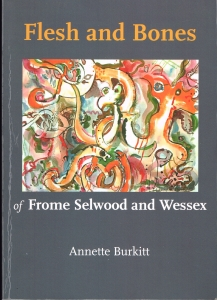 Flesh and Bones
of Frome Selwood and Wessex
Annette Burkitt